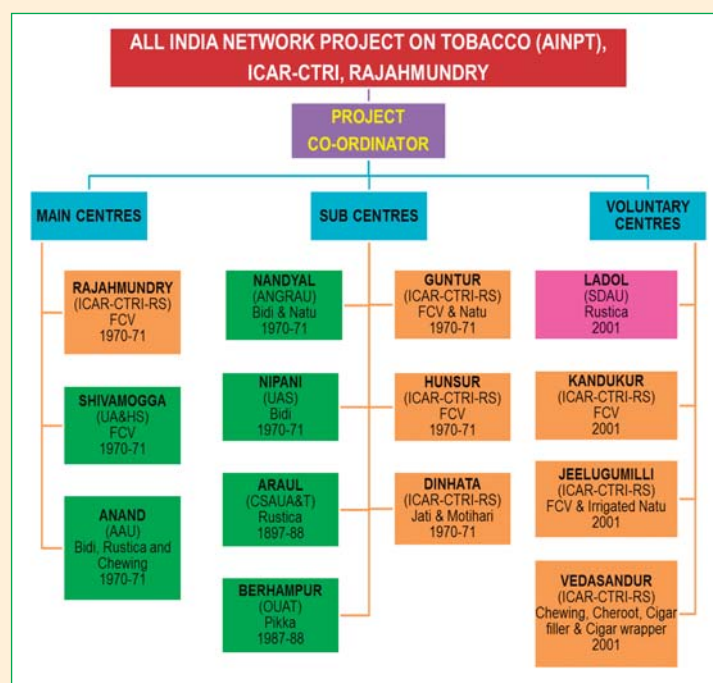 ALL INDIA NETWORK PROJECT ON TOBACCO (AINPT),
ICAR-CTRI, RAJAHMUNDRY
PROJECT
CO-ORDINATOR
MAIN CENTRES
RAJAHMUNDRY
(ICAR-CTRI-RS)
FCV
1970-71
SHIVAMOGGA
(UA&HS)
FCV
1970-71
ANAND
(AAU)
Bidi, Rustica and
Chewing
1970-71
SUB CENTRES
NANDYAL
(ANGRAU)
Bidi & Natu
1970-71
NIPANI
(UAS)
Bidi
1970-71
ARAUL
(CSAUA&T)
Rustica
1897-88
BERHAMPUR
(OUAT)
Pikka
1987-88
GUNTUR
(ICAR-CTRI-RS)
FCV & Natu
1970-71
HUNSUR
(ICAR-CTRI-RS)
FCV
1970-71
DINHATA
(ICAR-CTRI-RS)
Jati & Motihari
1970-71
VOLUNTARY
CENTRES
LADOL
(SDAU)
Rustica
2001
KANDUKUR
(ICAR-CTRI-RS)
FCV
2001
JEELUGUMILLI
(ICAR-CTRI-RS)
FCV & Irrigated Natu
2001
VEDASANDUR
(ICAR-CTRI-RS)
Chewing, Cheroot, Cigar
filler & Cigar wrapper
2001